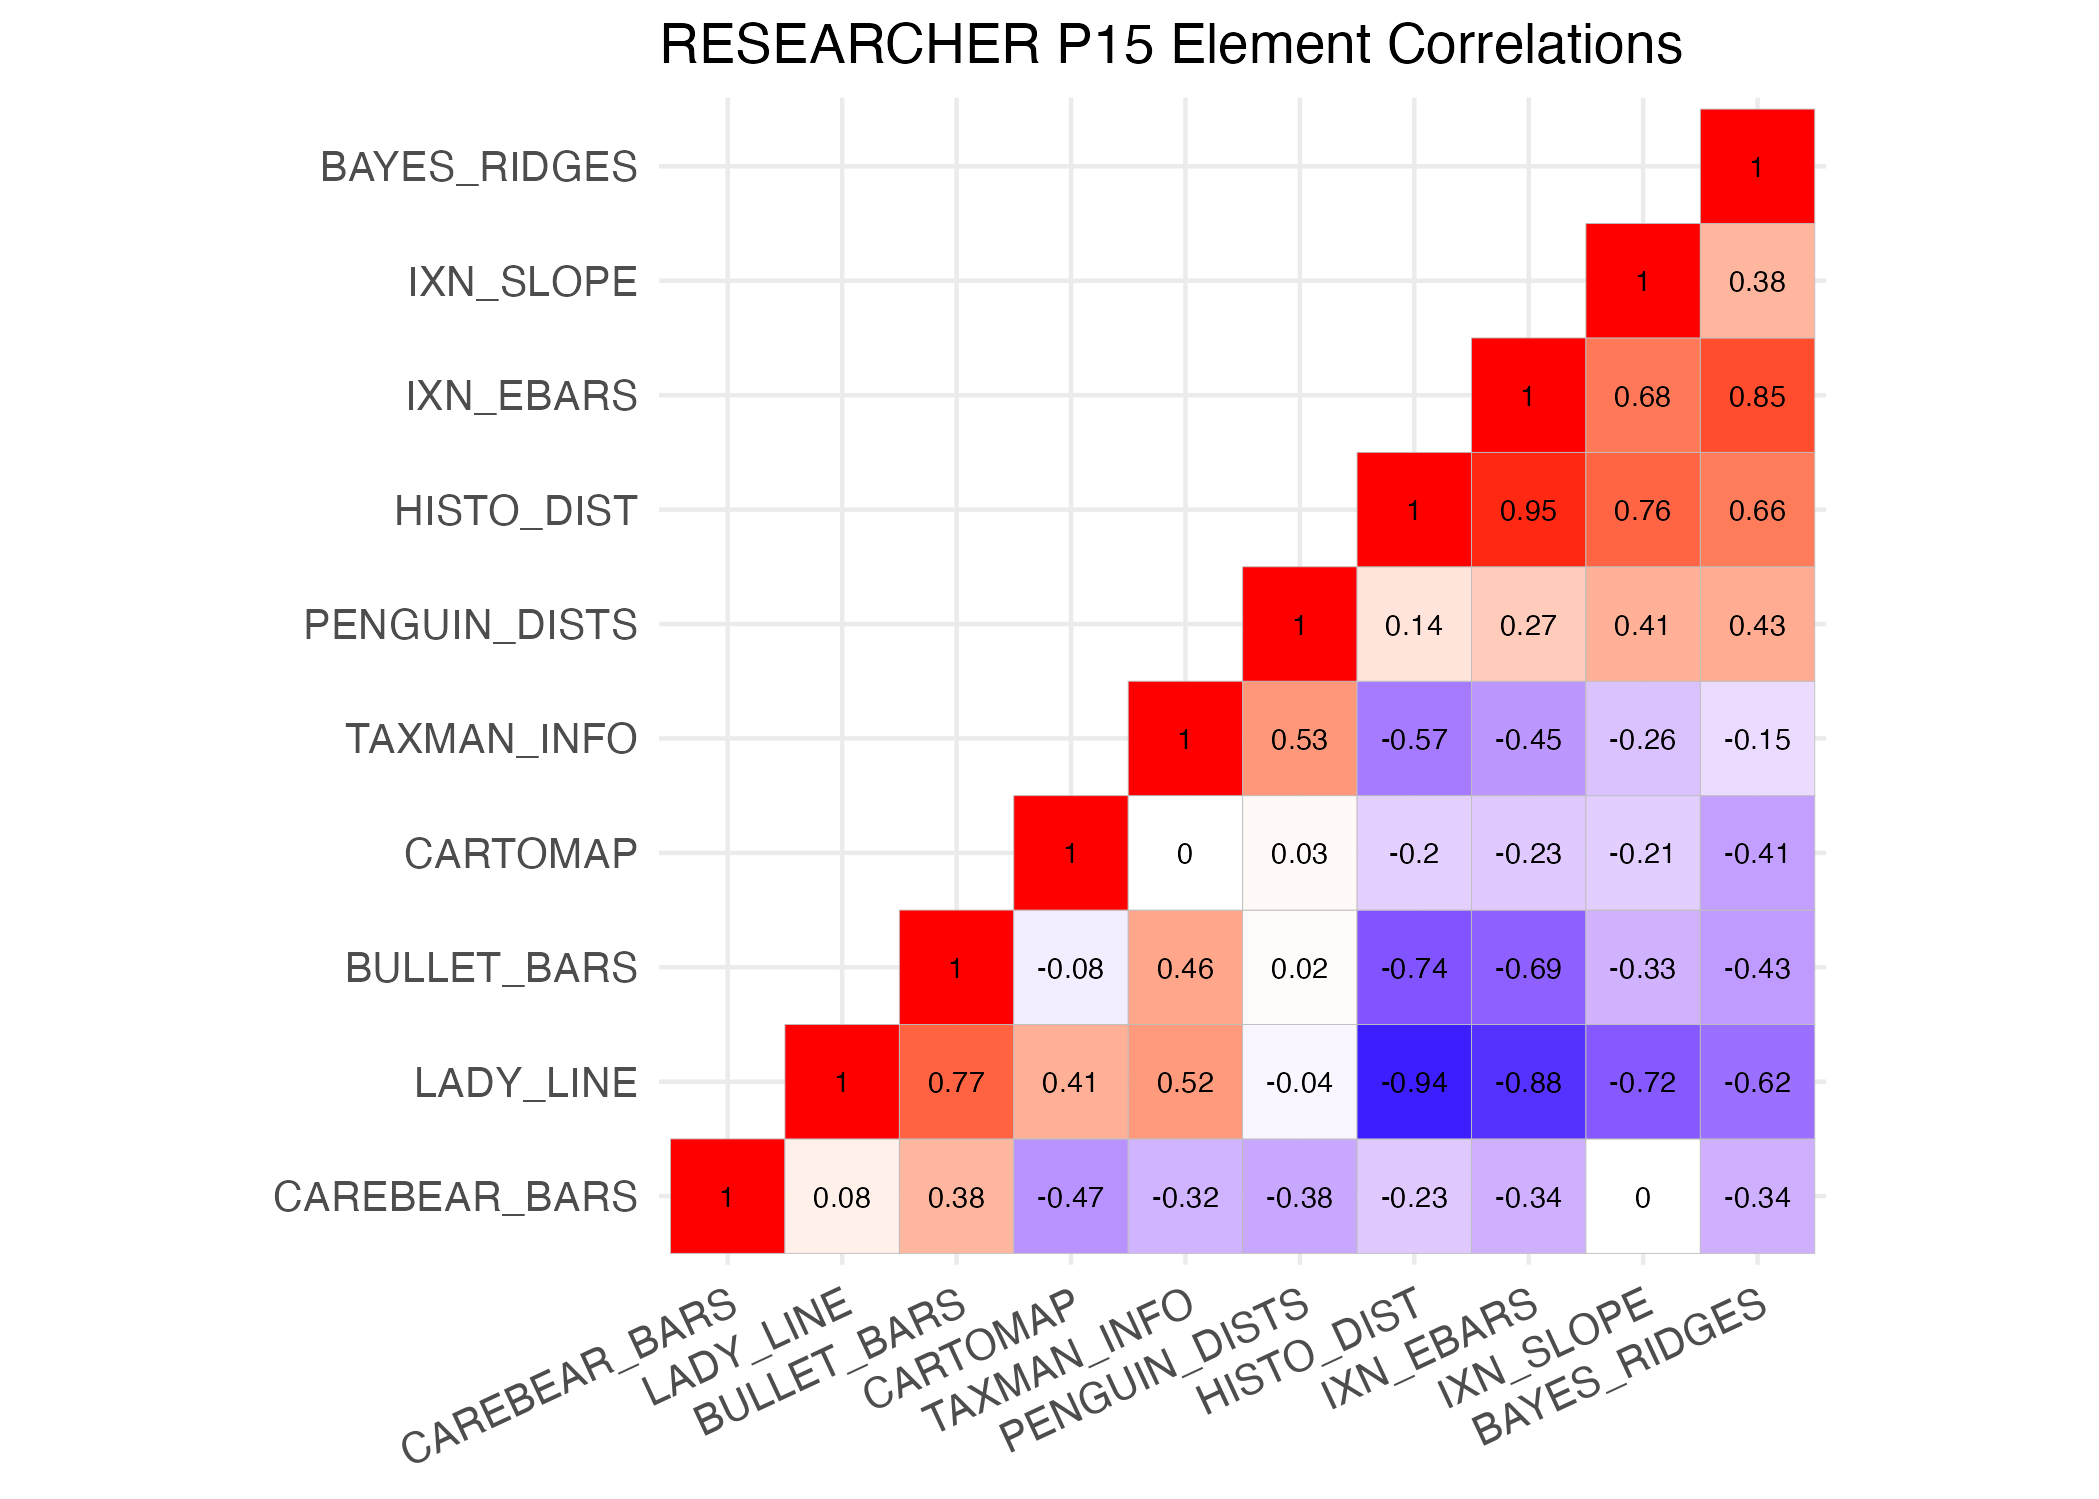 RESEARCHER P15 Element Correlations
BAYES_RIDGES 1
IXN_SLOPE 1 0.38
IXN_EBARS 1 0.68 0.85
HISTO_DIST 1 0.95 0.76 0.66
PENGUIN_DISTS 1 0.14 0.27 0.41 0.43
TAXMAN_INFO 1 0.53 -0.57 -0.45 -0.26 -0.15
CARTOMAP 1 0 0.03 -0.2 -0.23 -0.21 -0.41
BULLET_BARS 1 -0.08 0.46 0.02 -0.74 -0.69 -0.33 -0.43
LADY_LINE 1 0.77 0.41 0.52 -0.04 -0.94 -0.88 -0.72 -0.62
CAREBEAR_BARS 1 0.08 0.38 -0.47 -0.32 -0.38 -0.23 -0.34 0 -0.34
CAREBEAR_BARS
LADY_LINE
BULLET_BARS
CARTOMAP
TAXMAN_INFO
PENGUIN_DISTS
HISTO_DIST
IXN_EBARS
IXN_SLOPE
BAYES_RIDGES